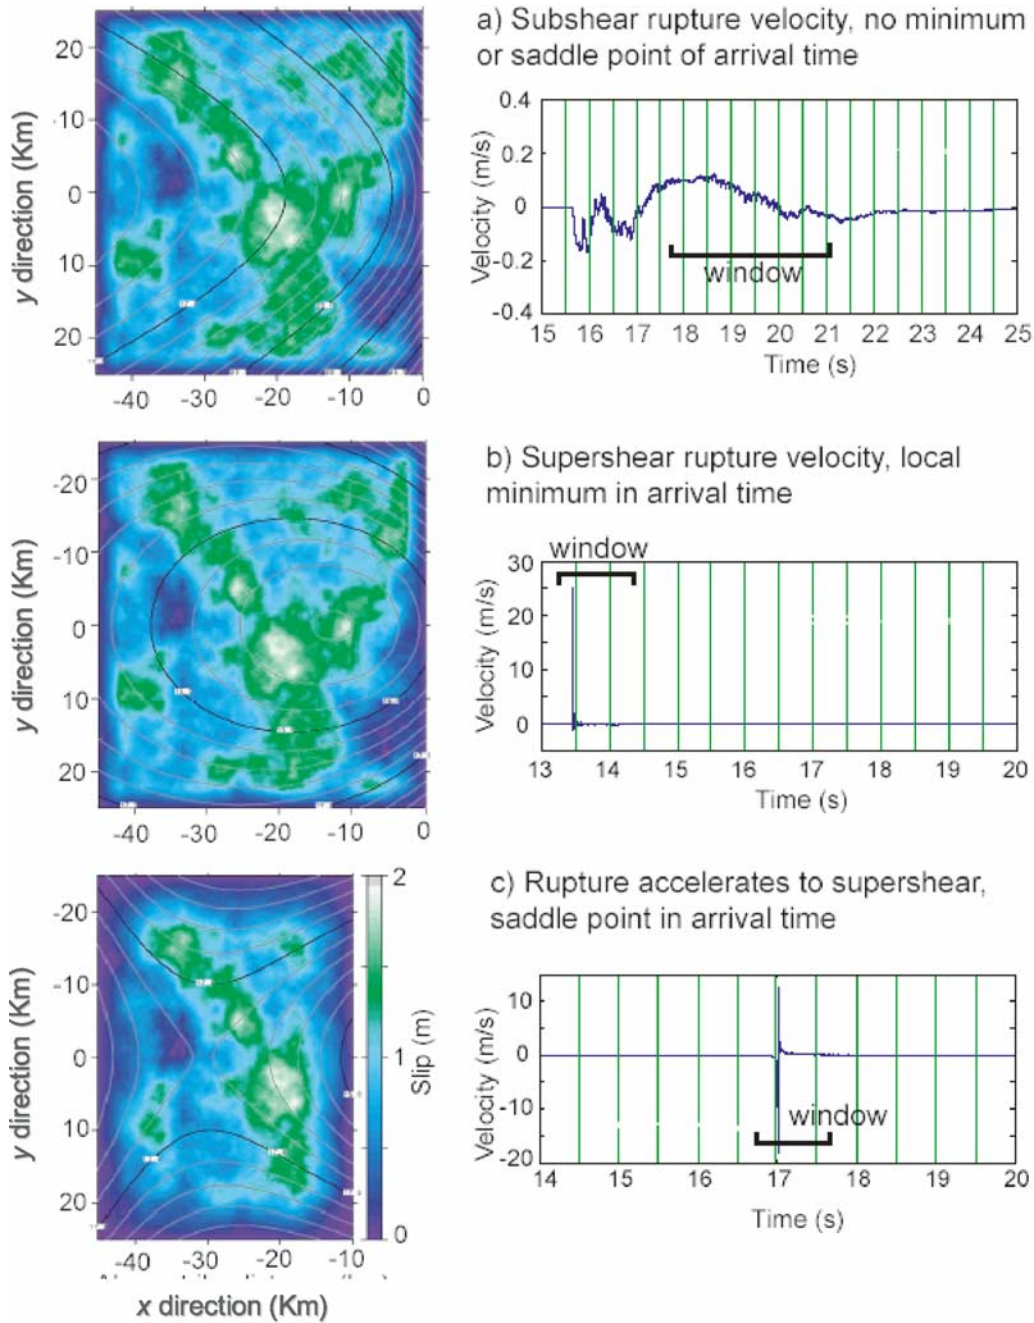 a) Subshear rupture velocity, no minimum
or saddle point of arrival time
y direction (Km)
-20
-10
0
10
20
-40 -30 -20 -10 0
Velocity (m/s)
0.4
0.2
0
-0.2
-0.4
window
15 16 17 18 19 20 21 22 23 24 25
Time (s)
b) Supershear rupture velocity, local
minimum in arrival time
y direction (Km)
-20
-10
0
10
20
-40 -30 -20 -10 0
window
Velocity (m/s)
30
20
10
0
13 14 15 16 17 18 19 20
Time (s)
c) Rupture accelerates to supershear,
saddle point in arrival time
y direction (Km)
-20
-10
0
10
20
-40 -30 -20 -10
x direction (Km)
2
1
0
Slip (m)
Velocity (m/s)
10
0
-10
-20
window
14 15 16 17 18 19 20
Time (s)